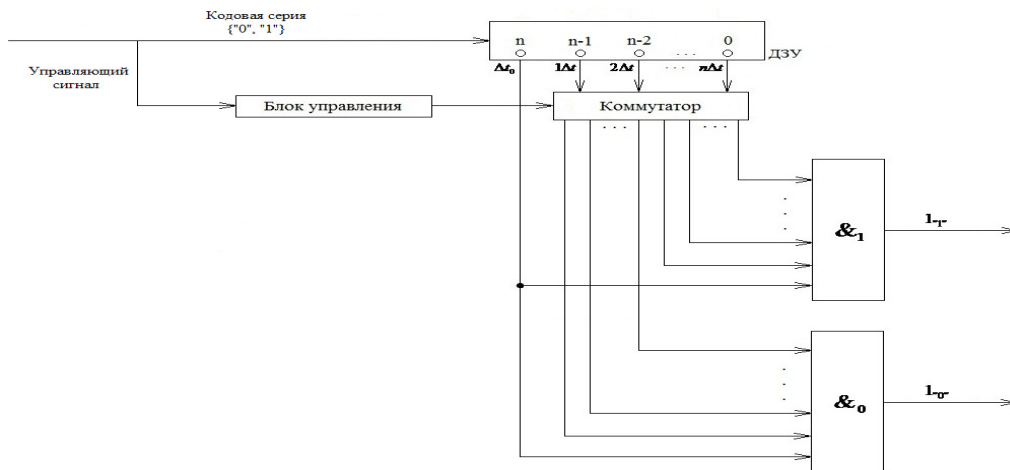 Кодовая серия
{"0", "1"}
n n-1 n-2 ... 0
ДЗУ
Управляющий
сигнал
Δt₀ 1Δt 2Δt ... nΔt
Блок управления
Коммутатор
... ...
&₁
1"1"
&₀
1"0"